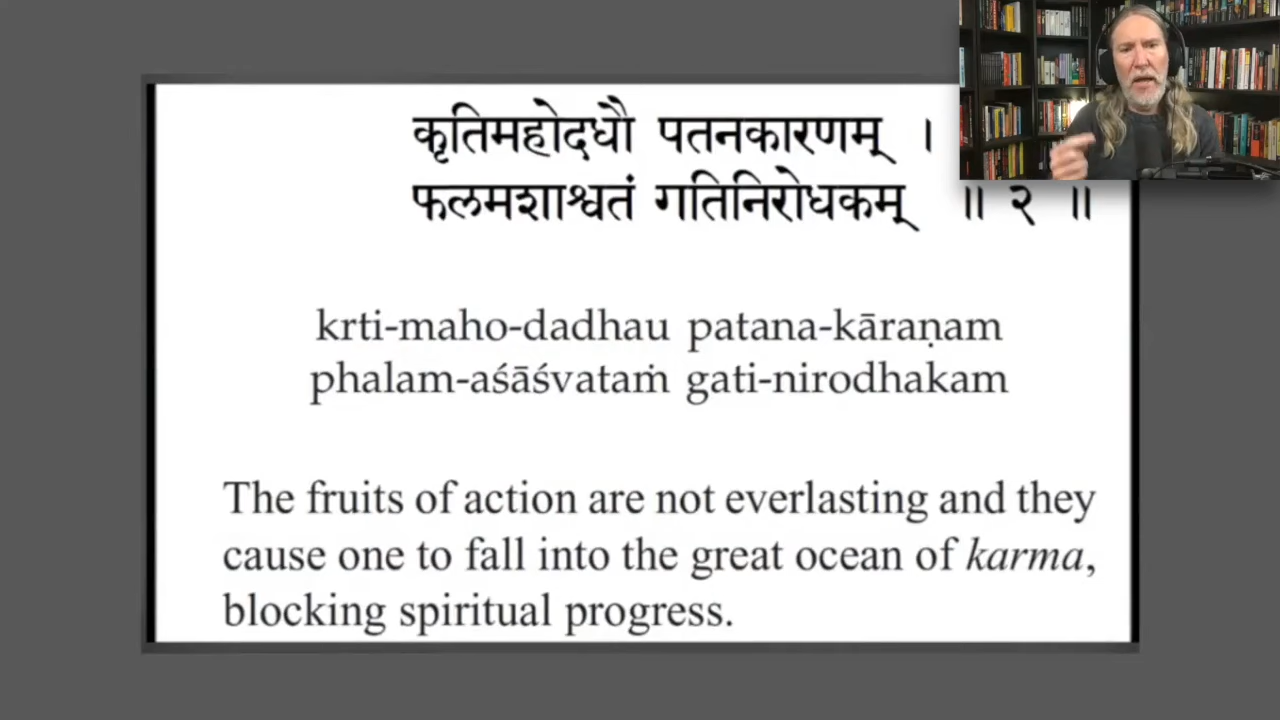 कृतिमहोदधौ पतनकारणम् ।
फलमशाश्वतं गतिनिरोधकम् ॥ २ ॥
krti-maho-dadhau patana-kāraṇam
phalam-aśāśvataṁ gati-nirodhakam
The fruits of action are not everlasting and they
cause one to fall into the great ocean of karma,
blocking spiritual progress.